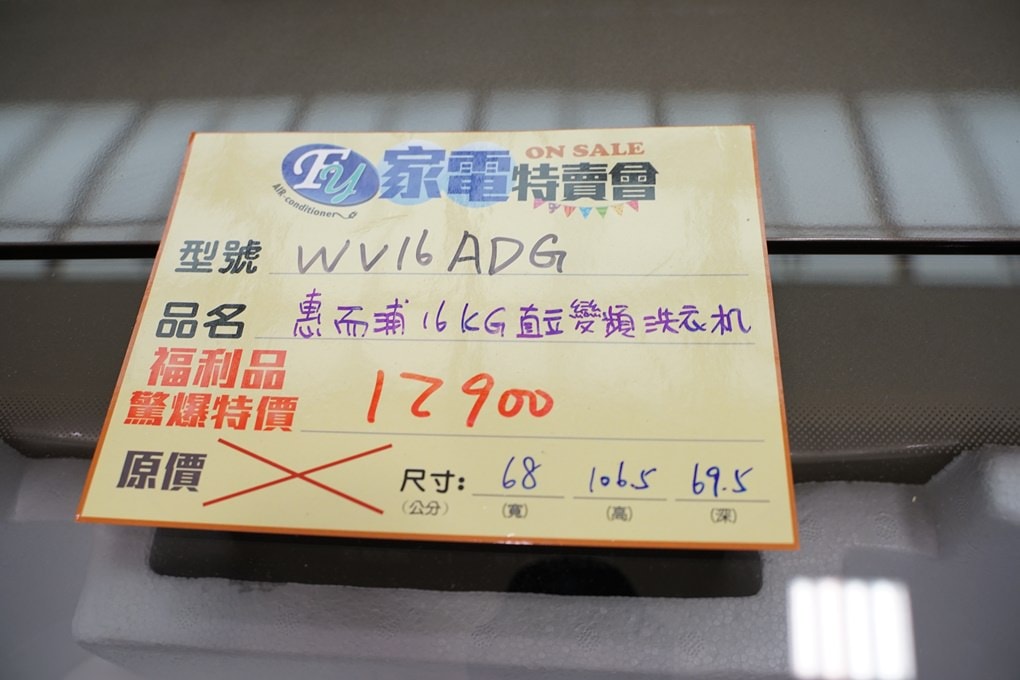 FY 家電特賣會 ON SALE
AIR-conditioner
型號 WV16ADG
品名 惠而浦16KG直立變頻洗衣机
福利品
驚爆特價 12900
原價 尺寸: 68 106.5 69.5
(公分) (寬) (高) (深)